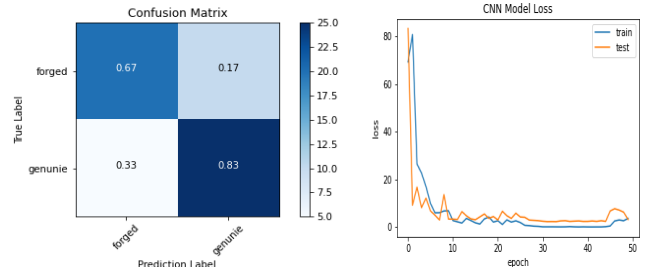 Confusion Matrix
forged
genunie
True Label
0.67
0.17
0.33
0.83
forged
genunie
Prediction Label
25.0
22.5
20.0
17.5
15.0
12.5
10.0
7.5
5.0
CNN Model Loss
train
test
loss
80
60
40
20
0
0
10
20
30
40
50
epoch